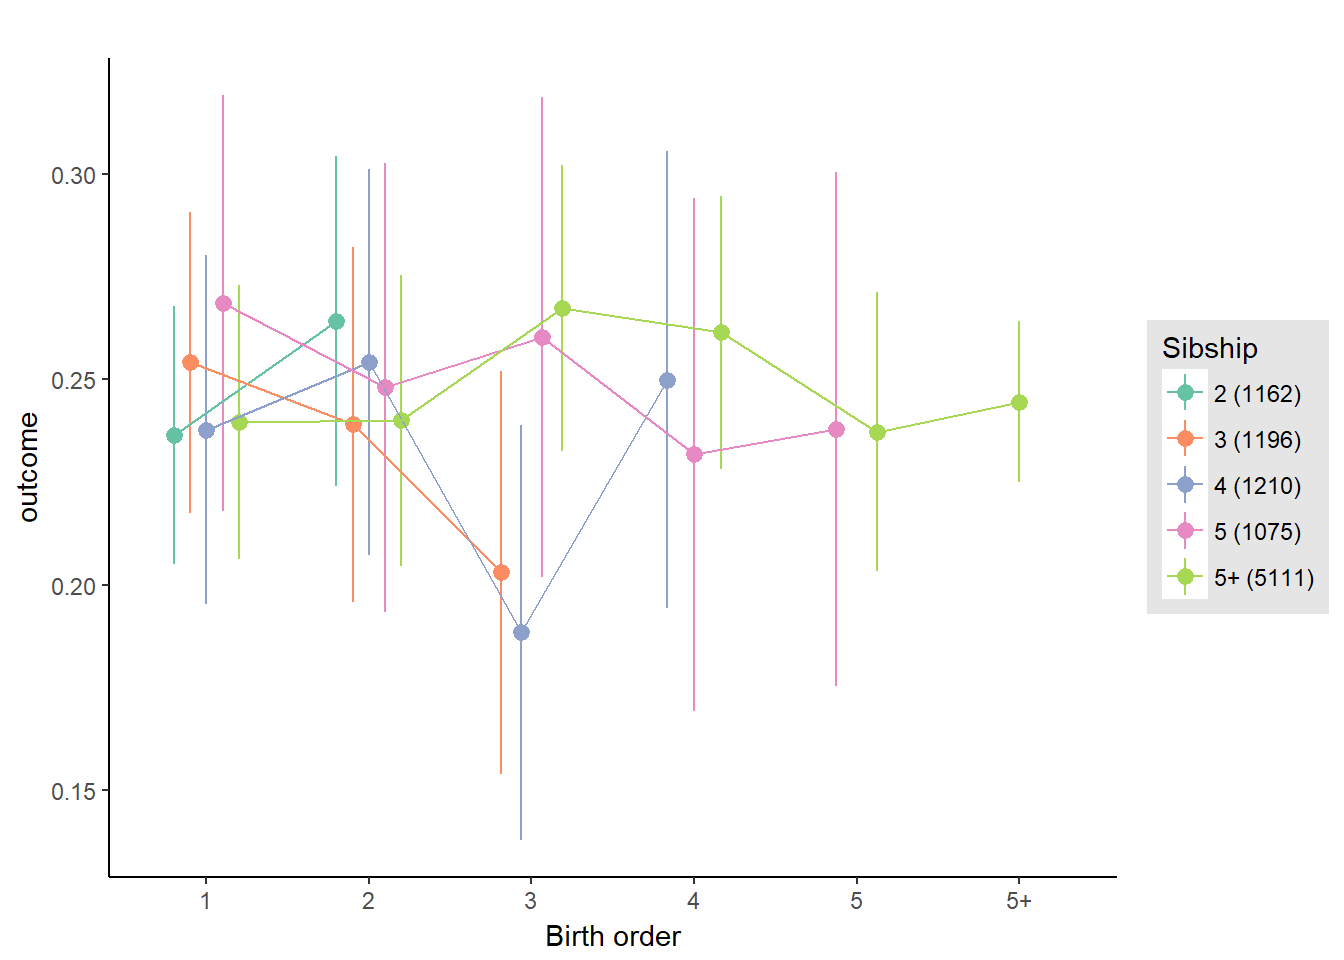 outcome
0.30
0.25
0.20
0.15
1 2 3 4 5 5+
Birth order
Sibship
2 (1162)
3 (1196)
4 (1210)
5 (1075)
5+ (5111)